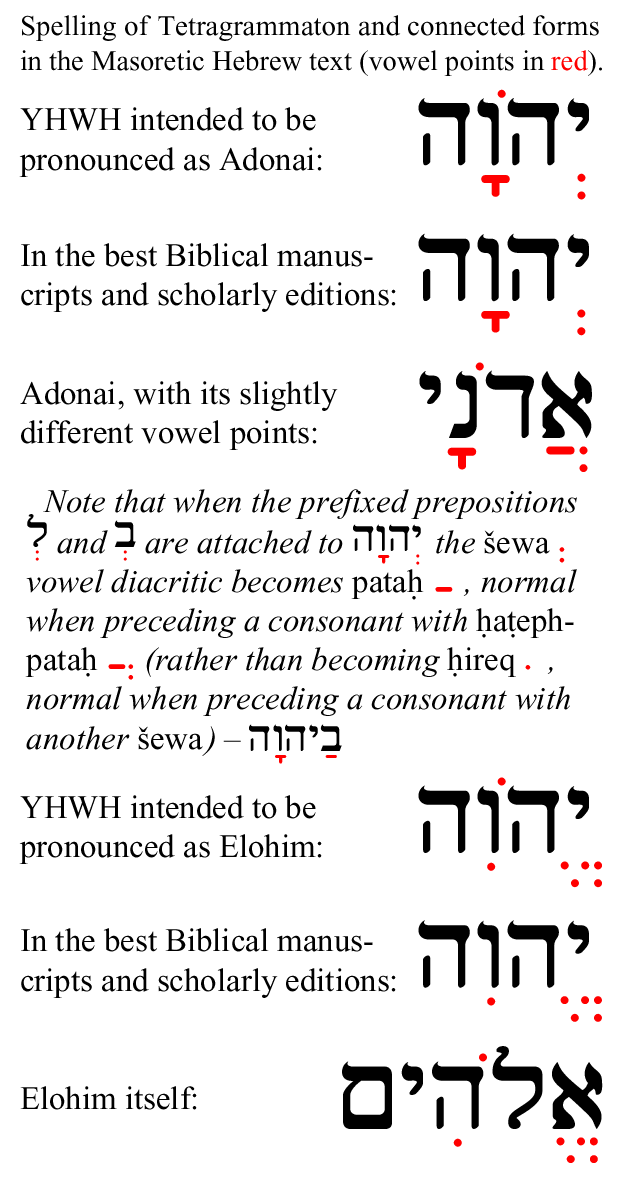 Spelling of Tetragrammaton and connected forms
in the Masoretic Hebrew text (vowel points in red).
YHWH intended to be
pronounced as Adonai:
יְהֹוָה
In the best Biblical manus-
cripts and scholarly editions:
יְהוָה
Adonai, with its slightly
different vowel points:
אֲדֹנָי
Note that when the prefixed prepositions
לְ and בְ are attached to יְהוָה the šewa ְ
vowel diacritic becomes pataḥ ַ , normal
when preceding a consonant with ḥaṭeph-
pataḥ ֲ (rather than becoming ḥireq ִ ,
normal when preceding a consonant with
another šewa) – בַיהוָה
YHWH intended to be
pronounced as Elohim:
יֱהֹוִה
In the best Biblical manus-
cripts and scholarly editions:
יֱהוִה
Elohim itself:
אֱלֹהִים